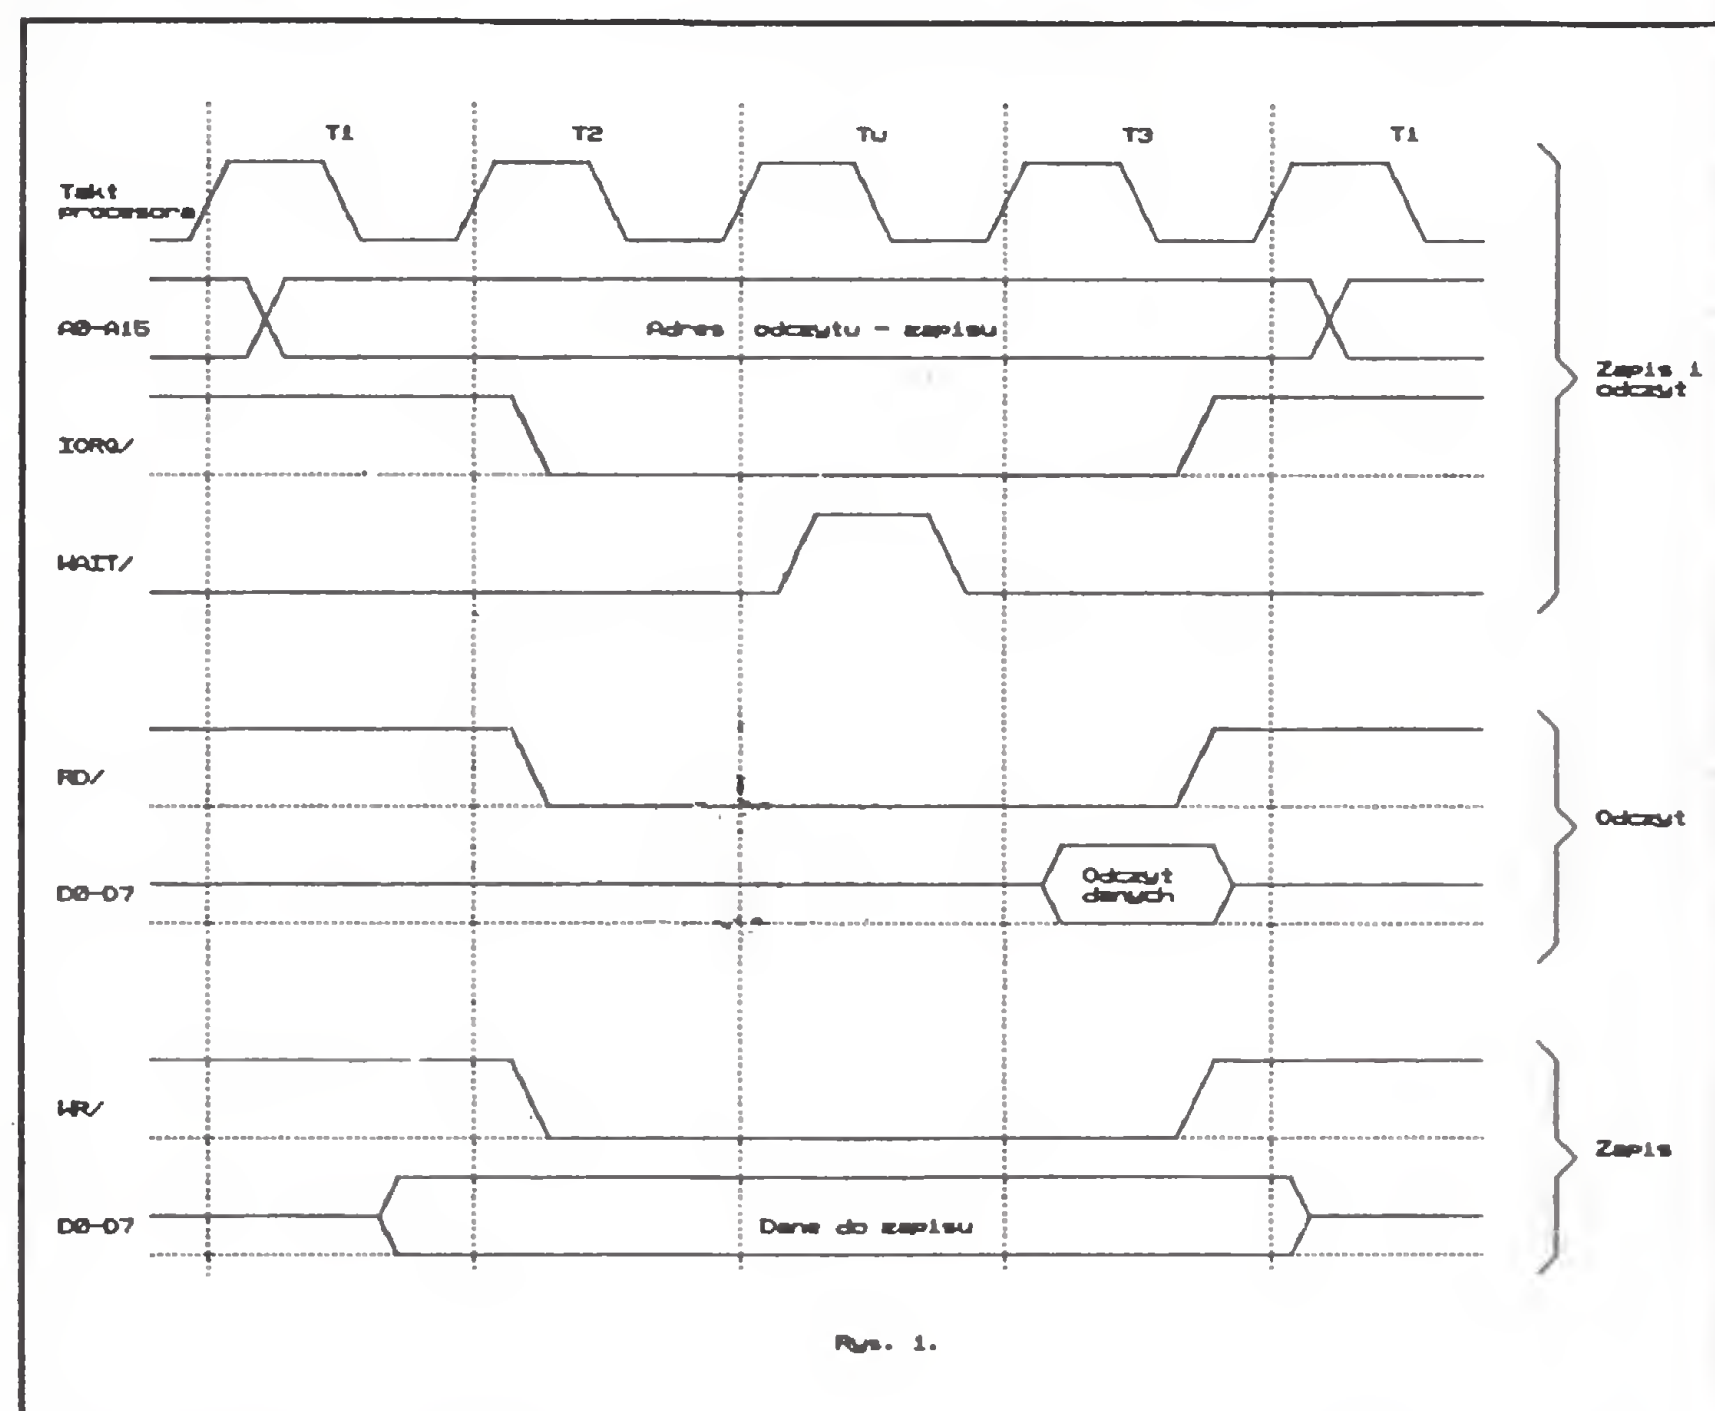 T1 T2 Tw T3 T1
Takt
procesora
A0-A15
Adres odczytu - zapisu
Zapis i
odczyt
IORQ/
WAIT/
RD/
Odczyt
D0-D7
Odczyt
danych
WR/
Zapis
D0-D7
Dane do zapisu
Rys. 1.